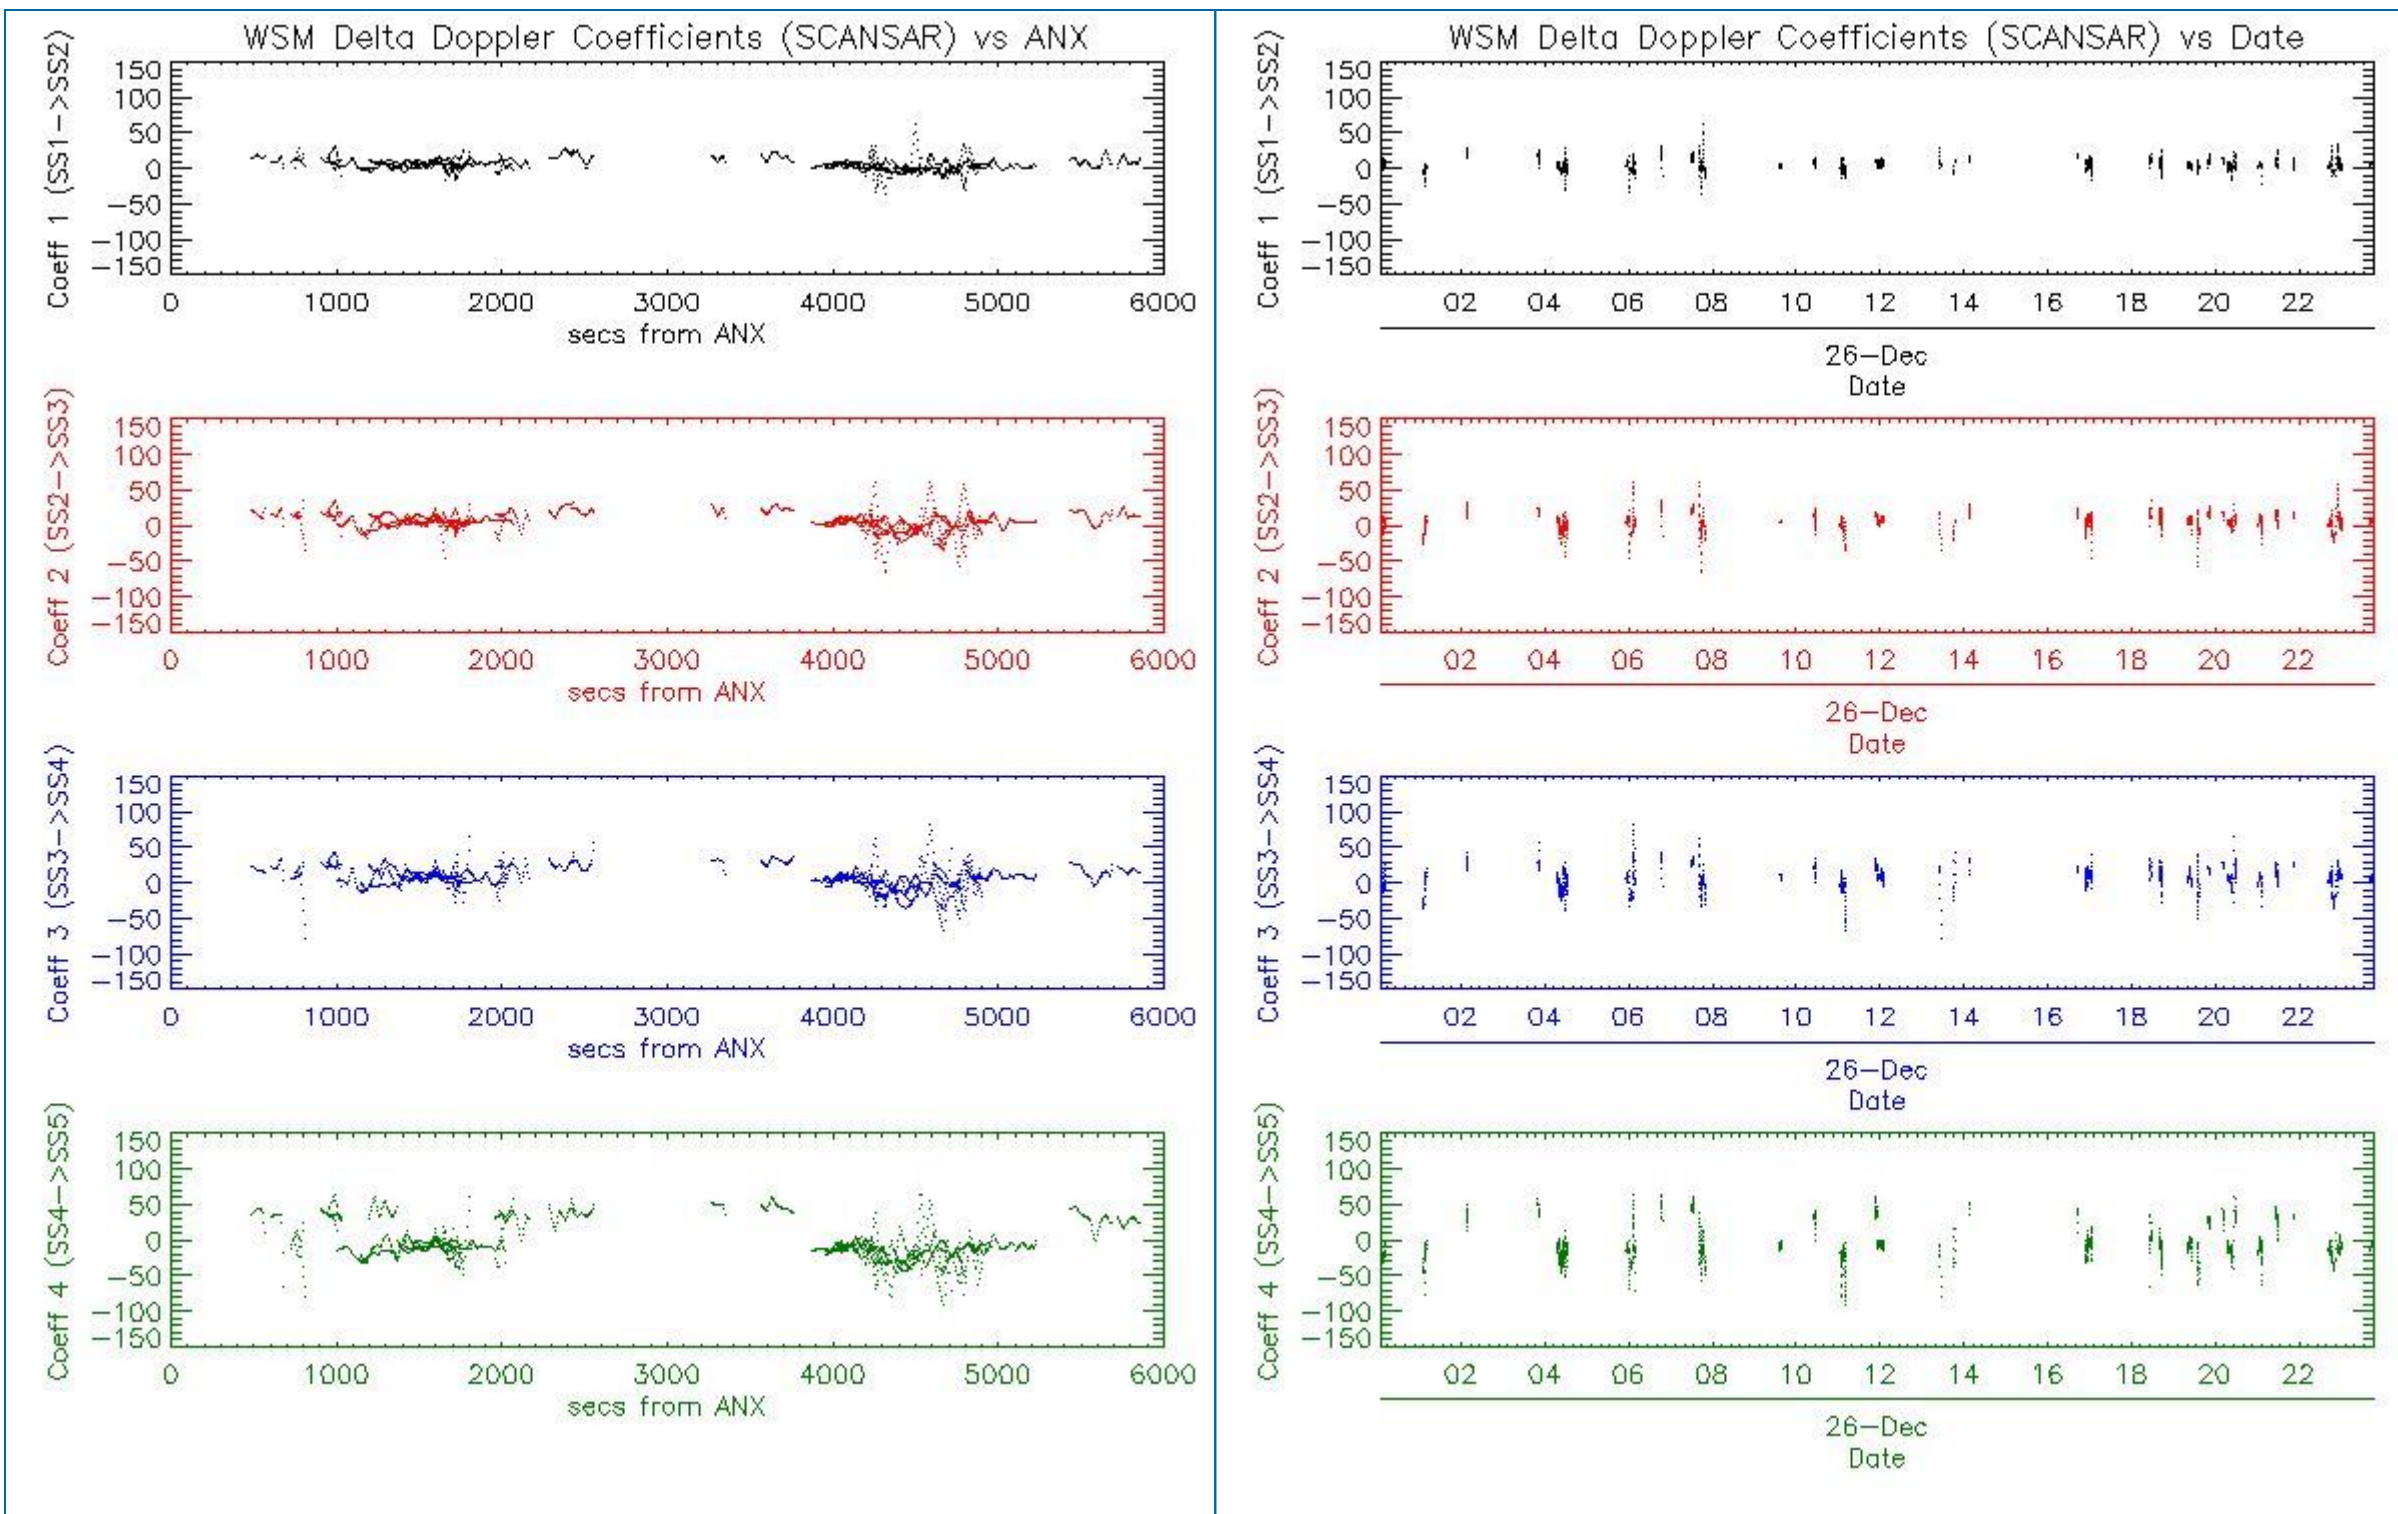 WSM Delta Doppler Coefficients (SCANSAR) vs ANX
Coeff 1 (SS1->SS2)
150
100
50
0
-50
-100
-150
0 1000 2000 3000 4000 5000 6000
secs from ANX
Coeff 2 (SS2->SS3)
150
100
50
0
-50
-100
-150
0 1000 2000 3000 4000 5000 6000
secs from ANX
Coeff 3 (SS3->SS4)
150
100
50
0
-50
-100
-150
0 1000 2000 3000 4000 5000 6000
secs from ANX
Coeff 4 (SS4->SS5)
150
100
50
0
-50
-100
-150
0 1000 2000 3000 4000 5000 6000
secs from ANX
WSM Delta Doppler Coefficients (SCANSAR) vs Date
Coeff 1 (SS1->SS2)
150
100
50
0
-50
-100
-150
02 04 06 08 10 12 14 16 18 20 22
26-Dec
Date
Coeff 2 (SS2->SS3)
150
100
50
0
-50
-100
-150
02 04 06 08 10 12 14 16 18 20 22
26-Dec
Date
Coeff 3 (SS3->SS4)
150
100
50
0
-50
-100
-150
02 04 06 08 10 12 14 16 18 20 22
26-Dec
Date
Coeff 4 (SS4->SS5)
150
100
50
0
-50
-100
-150
02 04 06 08 10 12 14 16 18 20 22
26-Dec
Date